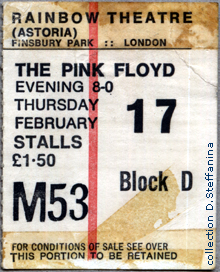 RAINBOW THEATRE
(ASTORIA)
FINSBURY PARK :: LONDON
THE PINK FLOYD
EVENING 8-0
THURSDAY
FEBRUARY 17
STALLS
£1·50
M53 Block D
FOR CONDITIONS OF SALE SEE OVER
THIS PORTION TO BE RETAINED
collection D. Steffanina